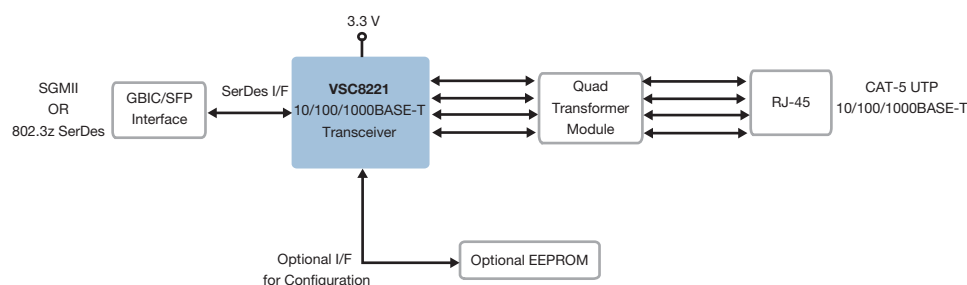 3.3 V
SGMII
OR
802.3z SerDes
GBIC/SFP
Interface
SerDes I/F
VSC8221
10/100/1000BASE-T
Transceiver
Quad
Transformer
Module
RJ-45
CAT-5 UTP
10/100/1000BASE-T
Optional I/F
for Configuration
Optional EEPROM